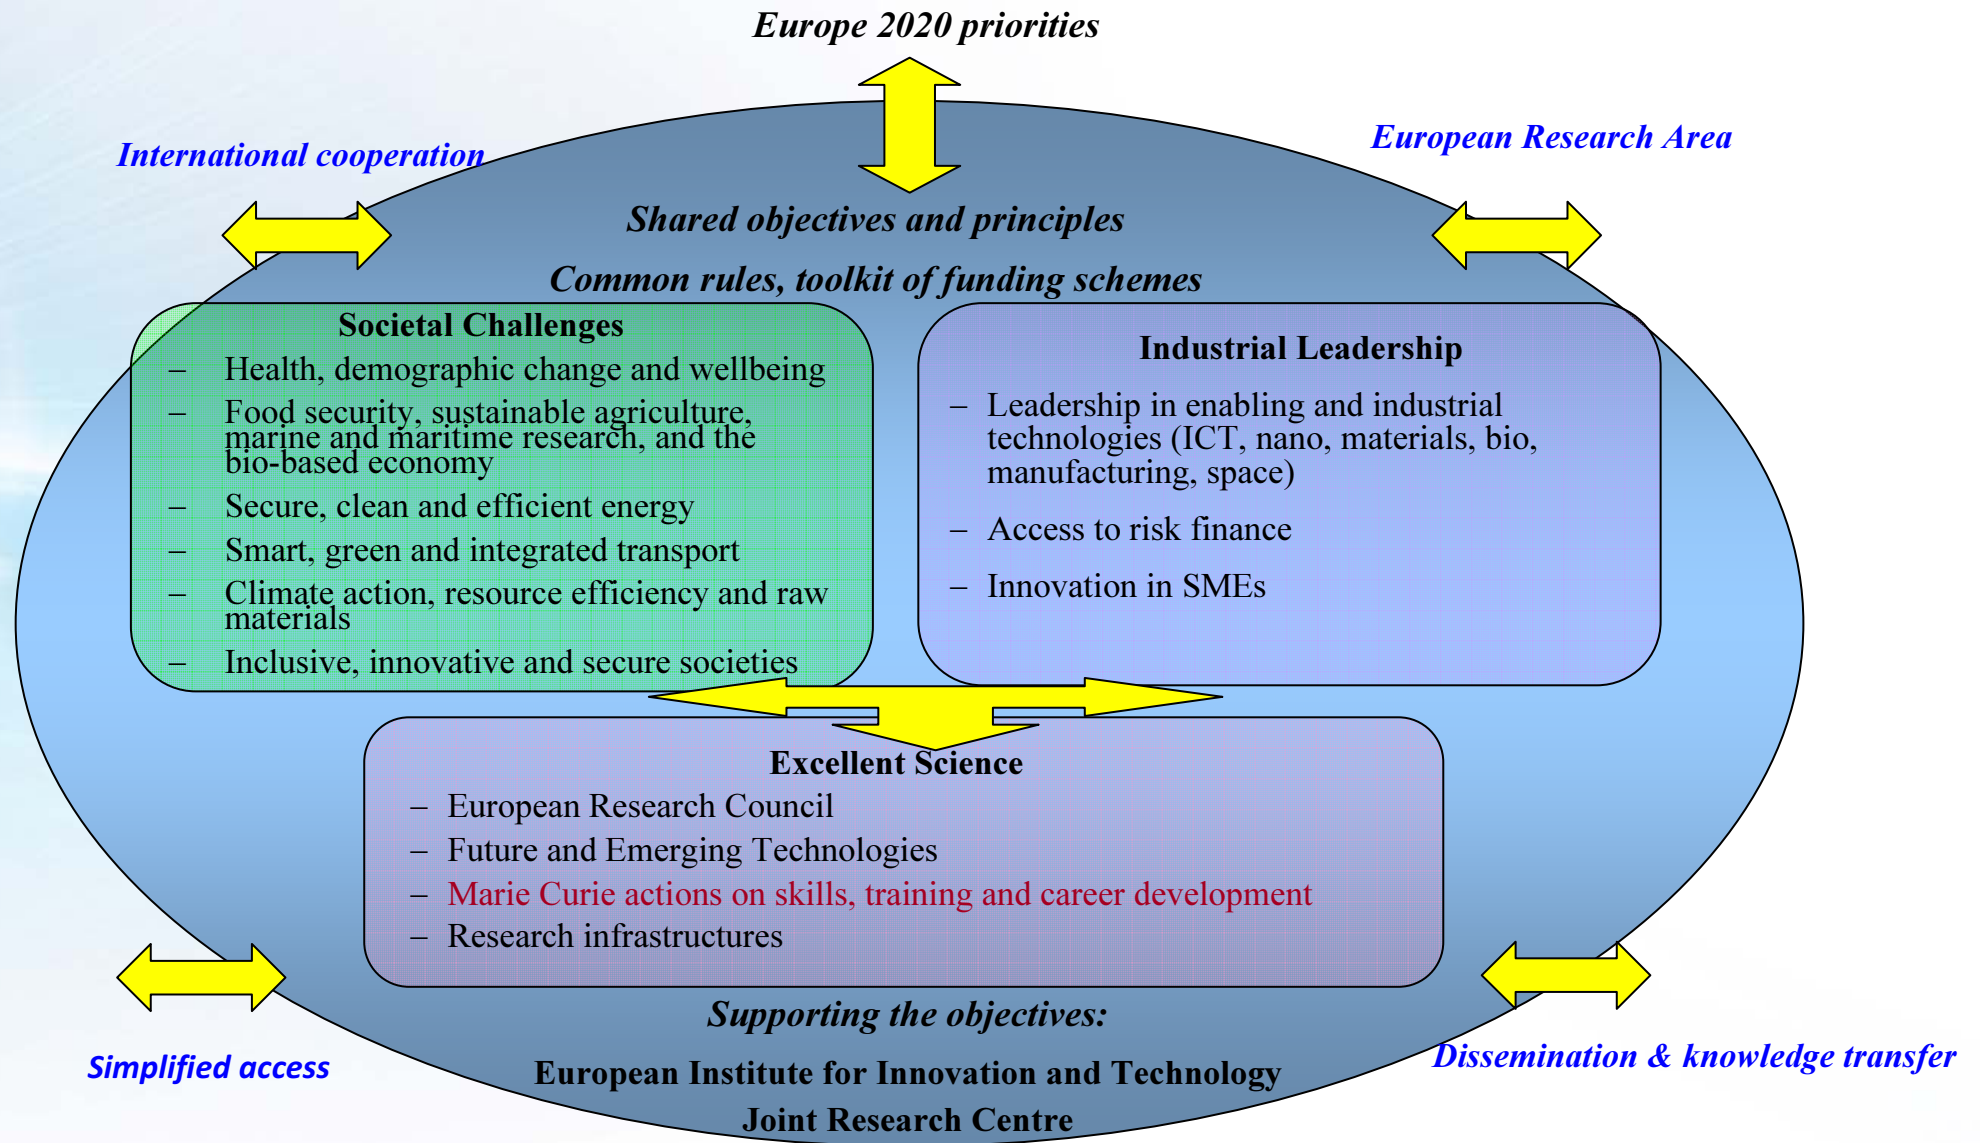 Europe 2020 priorities
International cooperation
European Research Area
Shared objectives and principles
Common rules, toolkit of funding schemes
Societal Challenges
– Health, demographic change and wellbeing
– Food security, sustainable agriculture,
marine and maritime research, and the
bio-based economy
– Secure, clean and efficient energy
– Smart, green and integrated transport
– Climate action, resource efficiency and raw
materials
– Inclusive, innovative and secure societies
Industrial Leadership
– Leadership in enabling and industrial
technologies (ICT, nano, materials, bio,
manufacturing, space)
– Access to risk finance
– Innovation in SMEs
Excellent Science
– European Research Council
– Future and Emerging Technologies
– Marie Curie actions on skills, training and career development
– Research infrastructures
Supporting the objectives:
European Institute for Innovation and Technology
Joint Research Centre
Simplified access
Dissemination & knowledge transfer